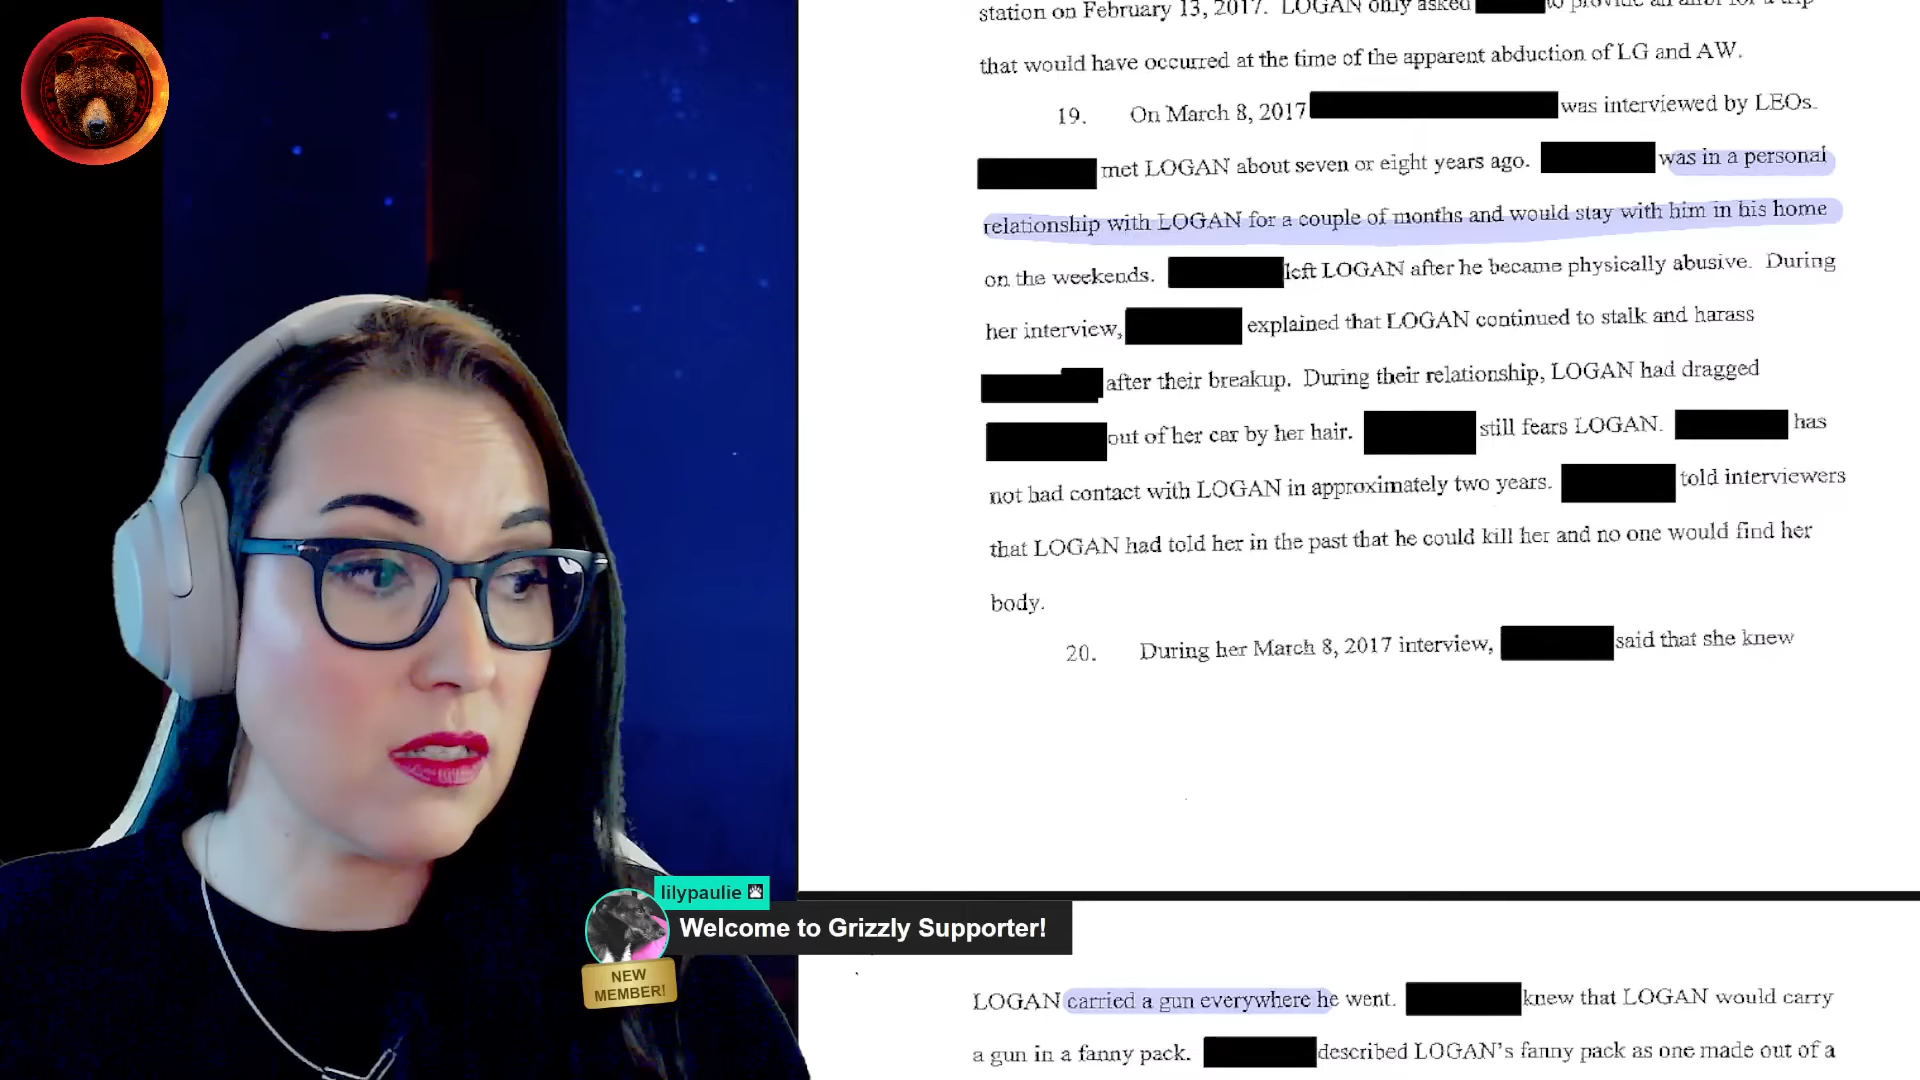 station on February 13, 2017. LOGAN only asked to provide an alibi for a trip
that would have occurred at the time of the apparent abduction of LG and AW.
19. On March 8, 2017 was interviewed by LEOs.
met LOGAN about seven or eight years ago. was in a personal
relationship with LOGAN for a couple of months and would stay with him in his home
on the weekends. left LOGAN after he became physically abusive. During
her interview, explained that LOGAN continued to stalk and harass
after their breakup. During their relationship, LOGAN had dragged
out of her car by her hair. still fears LOGAN. has
not had contact with LOGAN in approximately two years. told interviewers
that LOGAN had told her in the past that he could kill her and no one would find her
body.
20. During her March 8, 2017 interview, said that she knew
lilypaulie
Welcome to Grizzly Supporter!
NEW
MEMBER!
LOGAN carried a gun everywhere he went. knew that LOGAN would carry
a gun in a fanny pack. described LOGAN's fanny pack as one made out of a